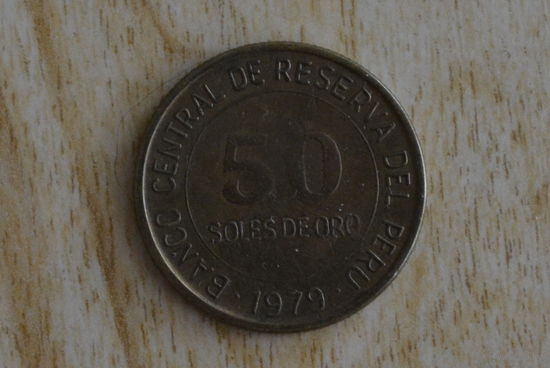 BANCO CENTRAL DE RESERVA DEL PERU
50
SOLES DE ORO
1979